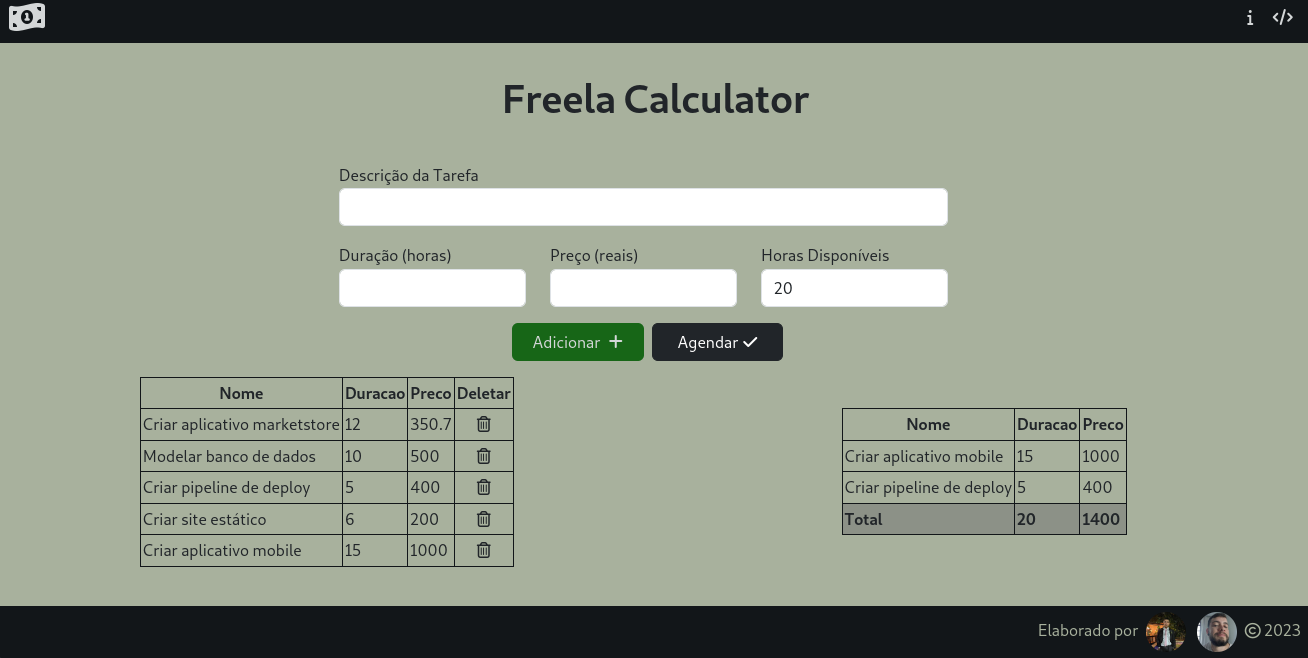 Freela Calculator
Descrição da Tarefa
Duração (horas) Preço (reais) Horas Disponíveis
20
Adicionar Agendar
Nome Duracao Preco Deletar
Criar aplicativo marketstore 12 350.7
Modelar banco de dados 10 500
Criar pipeline de deploy 5 400
Criar site estático 6 200
Criar aplicativo mobile 15 1000
Nome Duracao Preco
Criar aplicativo mobile 15 1000
Criar pipeline de deploy 5 400
Total 20 1400
Elaborado por © 2023